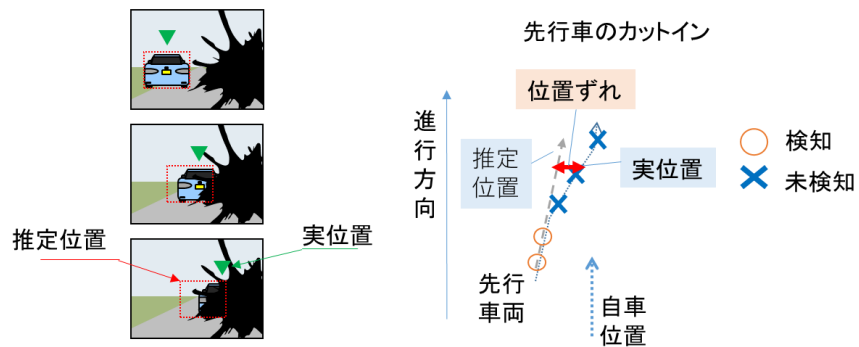 推定位置
実位置
先行車のカットイン
位置ずれ
進行方向
推定
位置
実位置
検知
未検知
先行
車両
自車
位置